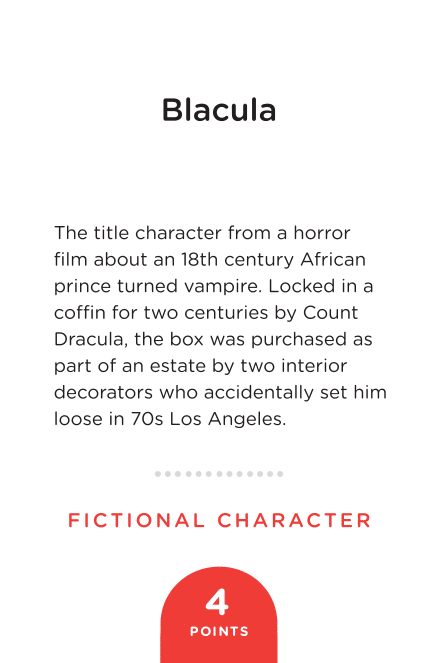 Blacula
The title character from a horror
film about an 18th century African
prince turned vampire. Locked in a
coffin for two centuries by Count
Dracula, the box was purchased as
part of an estate by two interior
decorators who accidentally set him
loose in 70s Los Angeles.
FICTIONAL CHARACTER
4
POINTS